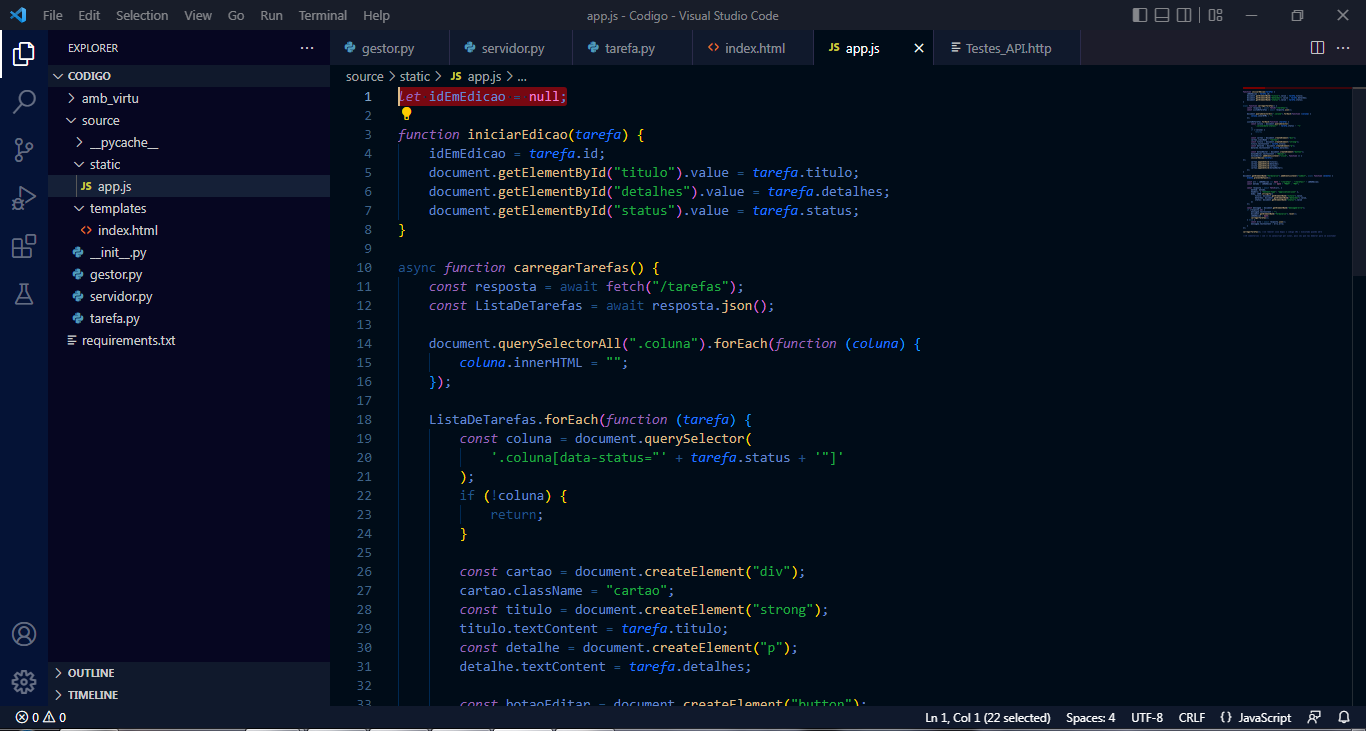 File Edit Selection View Go Run Terminal Help app.js - Codigo - Visual Studio Code
EXPLORER
CODIGO
amb_virtu
source
__pycache__
static
JS app.js
templates
index.html
__init__.py
gestor.py
servidor.py
tarefa.py
requirements.txt
OUTLINE
TIMELINE
gestor.py servidor.py tarefa.py index.html JS app.js Testes_API.http
source > static > JS app.js > ...
1 let idEmEdicao = null;
2
3 function iniciarEdicao(tarefa) {
4 idEmEdicao = tarefa.id;
5 document.getElementById("titulo").value = tarefa.titulo;
6 document.getElementById("detalhes").value = tarefa.detalhes;
7 document.getElementById("status").value = tarefa.status;
8 }
9
10 async function carregarTarefas() {
11 const resposta = await fetch("/tarefas");
12 const ListaDeTarefas = await resposta.json();
13
14 document.querySelectorAll(".coluna").forEach(function (coluna) {
15 coluna.innerHTML = "";
16 });
17
18 ListaDeTarefas.forEach(function (tarefa) {
19 const coluna = document.querySelector(
20 '.coluna[data-status="' + tarefa.status + '"]'
21 );
22 if (!coluna) {
23 return;
24 }
25
26 const cartao = document.createElement("div");
27 cartao.className = "cartao";
28 const titulo = document.createElement("strong");
29 titulo.textContent = tarefa.titulo;
30 const detalhe = document.createElement("p");
31 detalhe.textContent = tarefa.detalhes;
32
33 const botaoEditar = document.createElement("button");
0 0 Ln 1, Col 1 (22 selected) Spaces: 4 UTF-8 CRLF {} JavaScript